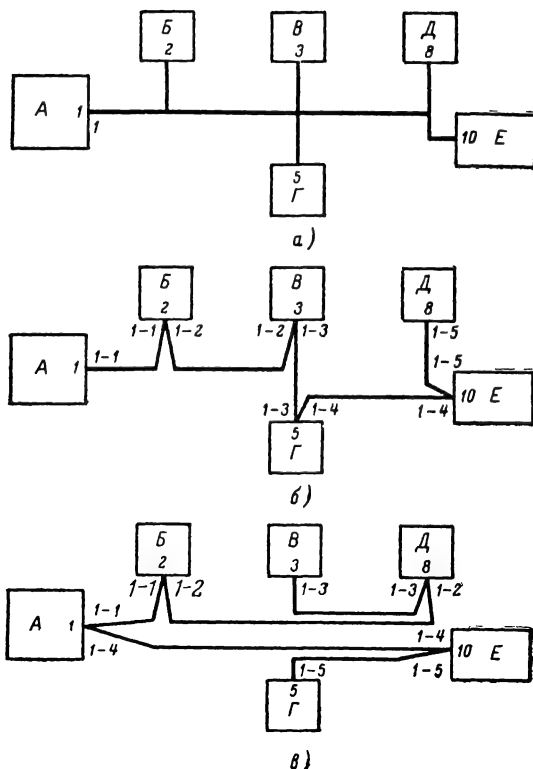 Б В Д
2 3 8
А 1
1
10 Е
5
Г
а)
Б В Д
2 3 8
1-1 1-2 1-2 1-3 1-5
А 1 1-1
1-5
1-3 1-4 1-4 10 Е
5
Г
б)
Б В Д
2 3 8
1-1 1-2 1-3 1-3 1-2
А 1 1-1
1-4 1-4 10 Е
1-5 1-5
5
Г
в)